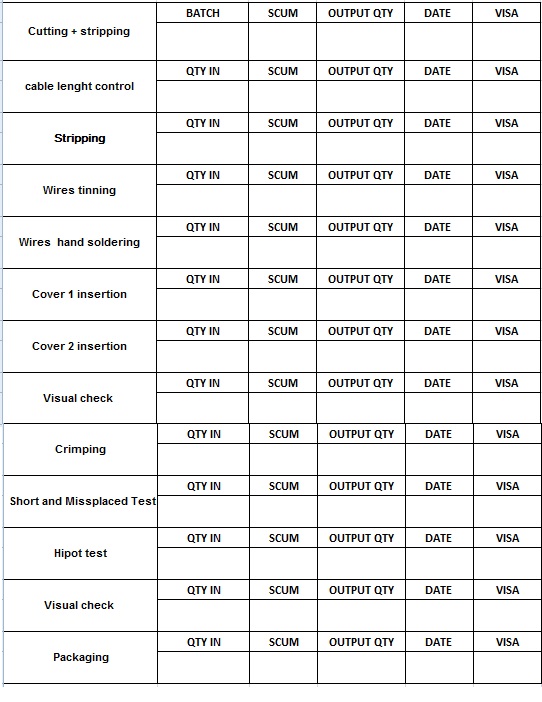 BATCH SCUM OUTPUT QTY DATE VISA
Cutting + stripping
QTY IN SCUM OUTPUT QTY DATE VISA
cable lenght control
QTY IN SCUM OUTPUT QTY DATE VISA
Stripping
QTY IN SCUM OUTPUT QTY DATE VISA
Wires tinning
QTY IN SCUM OUTPUT QTY DATE VISA
Wires hand soldering
QTY IN SCUM OUTPUT QTY DATE VISA
Cover 1 insertion
QTY IN SCUM OUTPUT QTY DATE VISA
Cover 2 insertion
QTY IN SCUM OUTPUT QTY DATE VISA
Visual check
QTY IN SCUM OUTPUT QTY DATE VISA
Crimping
QTY IN SCUM OUTPUT QTY DATE VISA
Short and Missplaced Test
QTY IN SCUM OUTPUT QTY DATE VISA
Hipot test
QTY IN SCUM OUTPUT QTY DATE VISA
Visual check
QTY IN SCUM OUTPUT QTY DATE VISA
Packaging